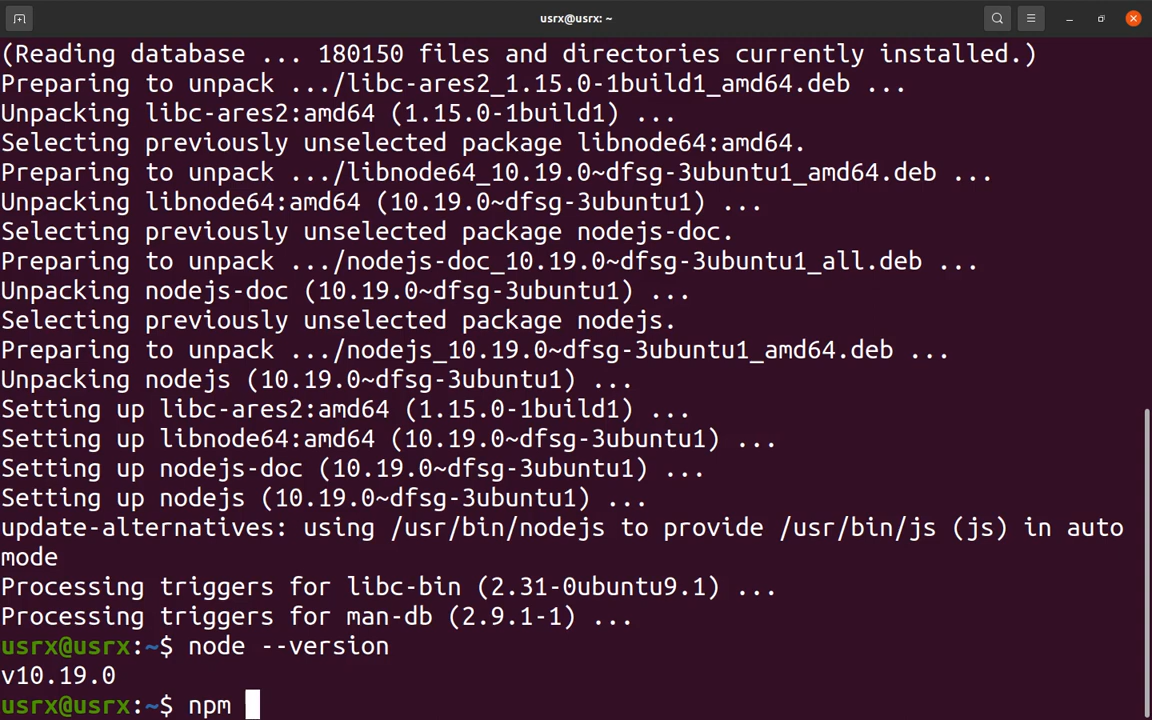 usrx@usrx: ~
(Reading database ... 180150 files and directories currently installed.)
Preparing to unpack .../libc-ares2_1.15.0-1build1_amd64.deb ...
Unpacking libc-ares2:amd64 (1.15.0-1build1) ...
Selecting previously unselected package libnode64:amd64.
Preparing to unpack .../libnode64_10.19.0~dfsg-3ubuntu1_amd64.deb ...
Unpacking libnode64:amd64 (10.19.0~dfsg-3ubuntu1) ...
Selecting previously unselected package nodejs-doc.
Preparing to unpack .../nodejs-doc_10.19.0~dfsg-3ubuntu1_all.deb ...
Unpacking nodejs-doc (10.19.0~dfsg-3ubuntu1) ...
Selecting previously unselected package nodejs.
Preparing to unpack .../nodejs_10.19.0~dfsg-3ubuntu1_amd64.deb ...
Unpacking nodejs (10.19.0~dfsg-3ubuntu1) ...
Setting up libc-ares2:amd64 (1.15.0-1build1) ...
Setting up libnode64:amd64 (10.19.0~dfsg-3ubuntu1) ...
Setting up nodejs-doc (10.19.0~dfsg-3ubuntu1) ...
Setting up nodejs (10.19.0~dfsg-3ubuntu1) ...
update-alternatives: using /usr/bin/nodejs to provide /usr/bin/js (js) in auto
mode
Processing triggers for libc-bin (2.31-0ubuntu9.1) ...
Processing triggers for man-db (2.9.1-1) ...
usrx@usrx:~$ node --version
v10.19.0
usrx@usrx:~$ npm